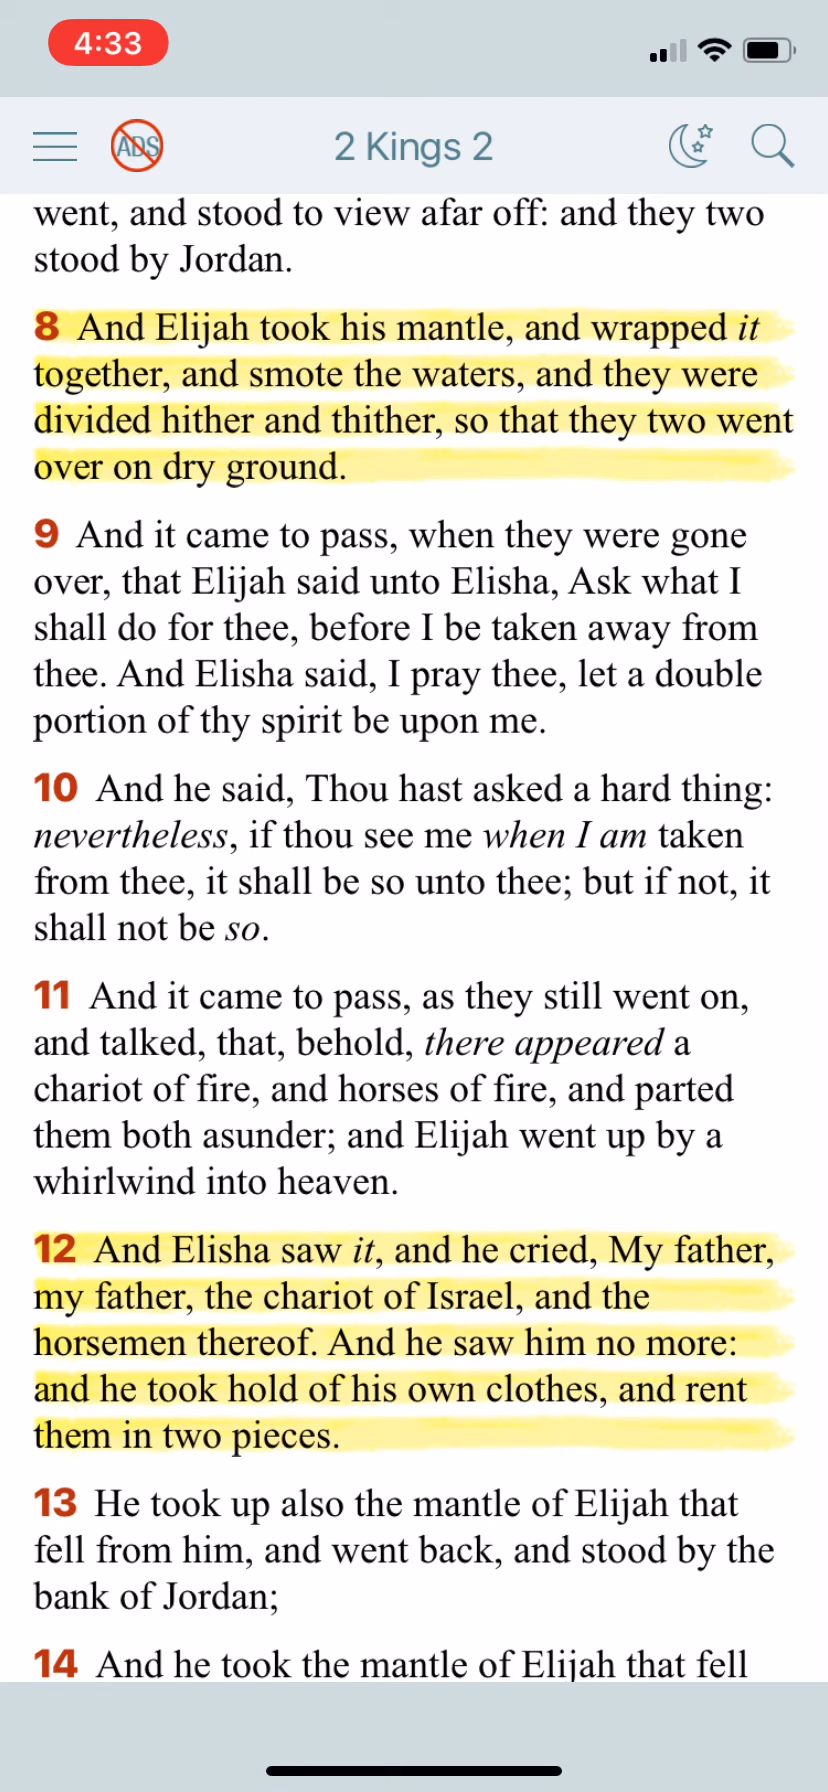 4:33
ADS
2 Kings 2
went, and stood to view afar off: and they two
stood by Jordan.
8 And Elijah took his mantle, and wrapped it
together, and smote the waters, and they were
divided hither and thither, so that they two went
over on dry ground.
9 And it came to pass, when they were gone
over, that Elijah said unto Elisha, Ask what I
shall do for thee, before I be taken away from
thee. And Elisha said, I pray thee, let a double
portion of thy spirit be upon me.
10 And he said, Thou hast asked a hard thing:
nevertheless, if thou see me when I am taken
from thee, it shall be so unto thee; but if not, it
shall not be so.
11 And it came to pass, as they still went on,
and talked, that, behold, there appeared a
chariot of fire, and horses of fire, and parted
them both asunder; and Elijah went up by a
whirlwind into heaven.
12 And Elisha saw it, and he cried, My father,
my father, the chariot of Israel, and the
horsemen thereof. And he saw him no more:
and he took hold of his own clothes, and rent
them in two pieces.
13 He took up also the mantle of Elijah that
fell from him, and went back, and stood by the
bank of Jordan;
14 And he took the mantle of Elijah that fell